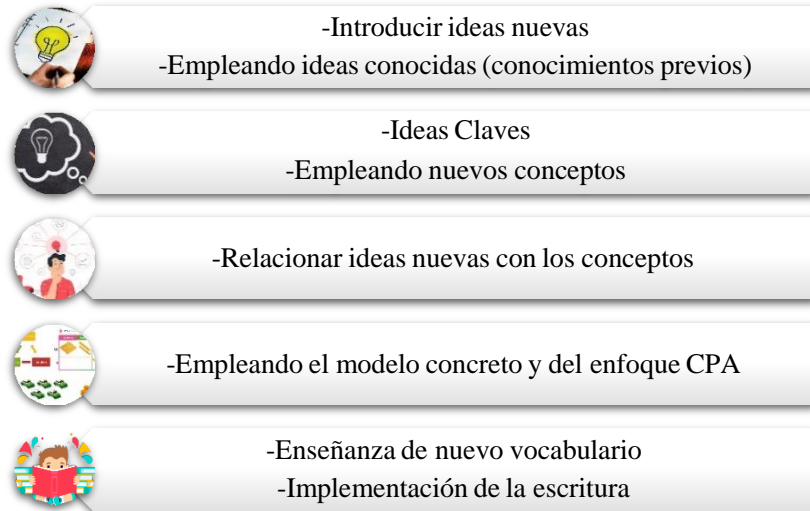 -Introducir ideas nuevas
-Empleando ideas conocidas (conocimientos previos)
-Ideas Claves
-Empleando nuevos conceptos
-Relacionar ideas nuevas con los conceptos
-Empleando el modelo concreto y del enfoque CPA
-Enseñanza de nuevo vocabulario
-Implementación de la escritura